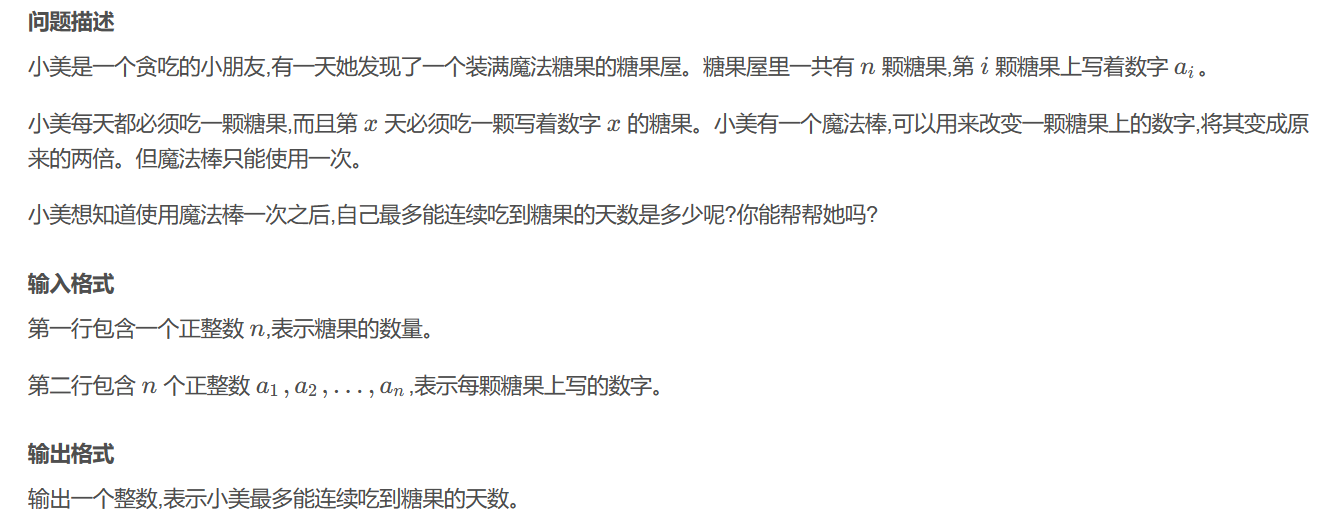 问题描述
小美是一个贪吃的小朋友,有一天她发现了一个装满魔法糖果的糖果屋。糖果屋里一共有 n 颗糖果,第 i 颗糖果上写着数字 aᵢ 。
小美每天都必须吃一颗糖果,而且第 x 天必须吃一颗写着数字 x 的糖果。小美有一个魔法棒,可以用来改变一颗糖果上的数字,将其变成原
来的两倍。但魔法棒只能使用一次。
小美想知道使用魔法棒一次之后,自己最多能连续吃到糖果的天数是多少呢?你能帮帮她吗?
输入格式
第一行包含一个正整数 n,表示糖果的数量。
第二行包含 n 个正整数 a₁ , a₂ , . . . , aₙ ,表示每颗糖果上写的数字。
输出格式
输出一个整数,表示小美最多能连续吃到糖果的天数。